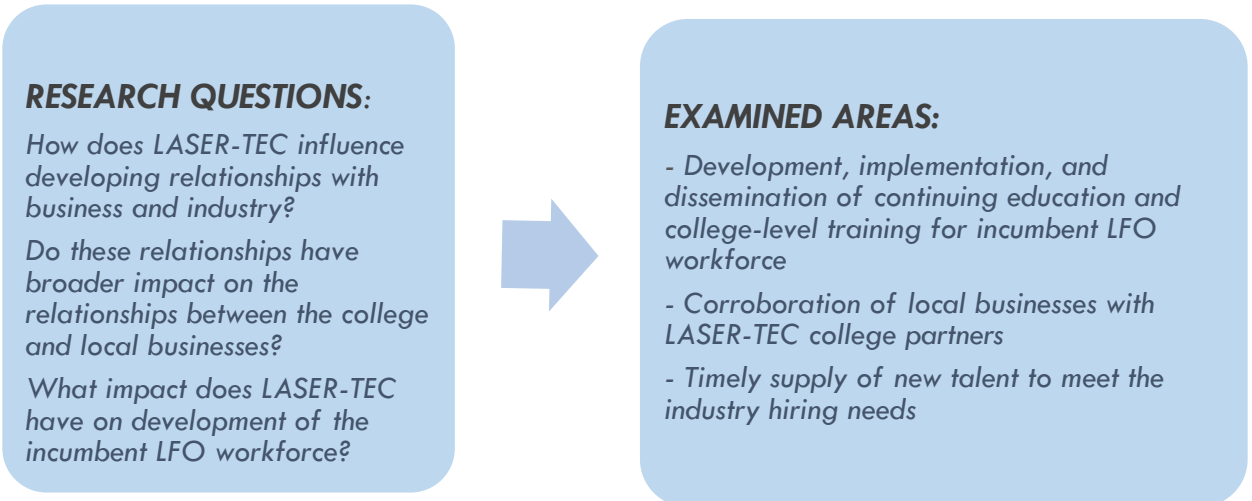 RESEARCH QUESTIONS:
How does LASER-TEC influence
developing relationships with
business and industry?
Do these relationships have
broader impact on the
relationships between the college
and local businesses?
What impact does LASER-TEC
have on development of the
incumbent LFO workforce?
EXAMINED AREAS:
- Development, implementation, and
dissemination of continuing education and
college-level training for incumbent LFO
workforce
- Corroboration of local businesses with
LASER-TEC college partners
- Timely supply of new talent to meet the
industry hiring needs